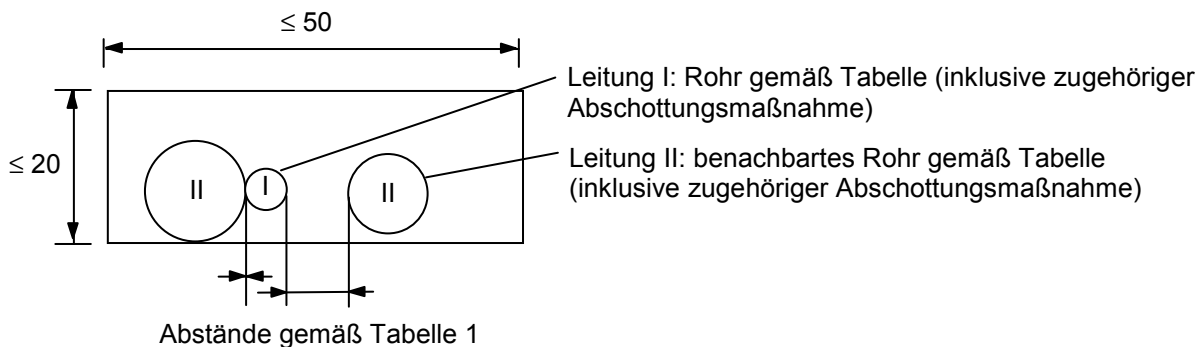 ≤ 50
Leitung I: Rohr gemäß Tabelle (inklusive zugehöriger
Abschottungsmaßnahme)
≤ 20
II
I
II
Leitung II: benachbartes Rohr gemäß Tabelle
(inklusive zugehöriger Abschottungsmaßnahme)
Abstände gemäß Tabelle 1